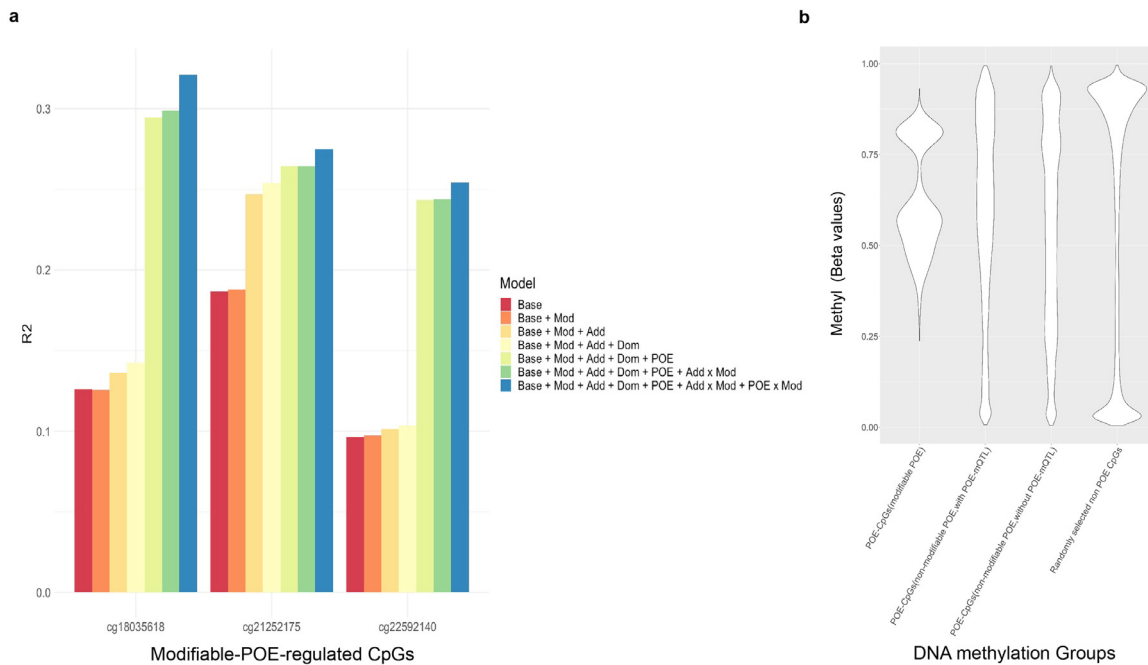 a
R2
0.3
0.2
0.1
0.0
cg18035618
cg21252175
cg22592140
Modifiable-POE-regulated CpGs
Model
Base
Base + Mod
Base + Mod + Add
Base + Mod + Add + Dom
Base + Mod + Add + Dom + POE
Base + Mod + Add + Dom + POE + Add x Mod
Base + Mod + Add + Dom + POE + Add x Mod + POE x Mod
b
Methyl (Beta values)
1.00
0.75
0.50
0.25
0.00
POE-CpGs(modifiable POE)
POE-CpGs(non-modifiable POE,with POE-mQTL)
POE-CpGs(non-modifiable POE,without POE-mQTL)
Randomly selected non POE CpGs
DNA methylation Groups